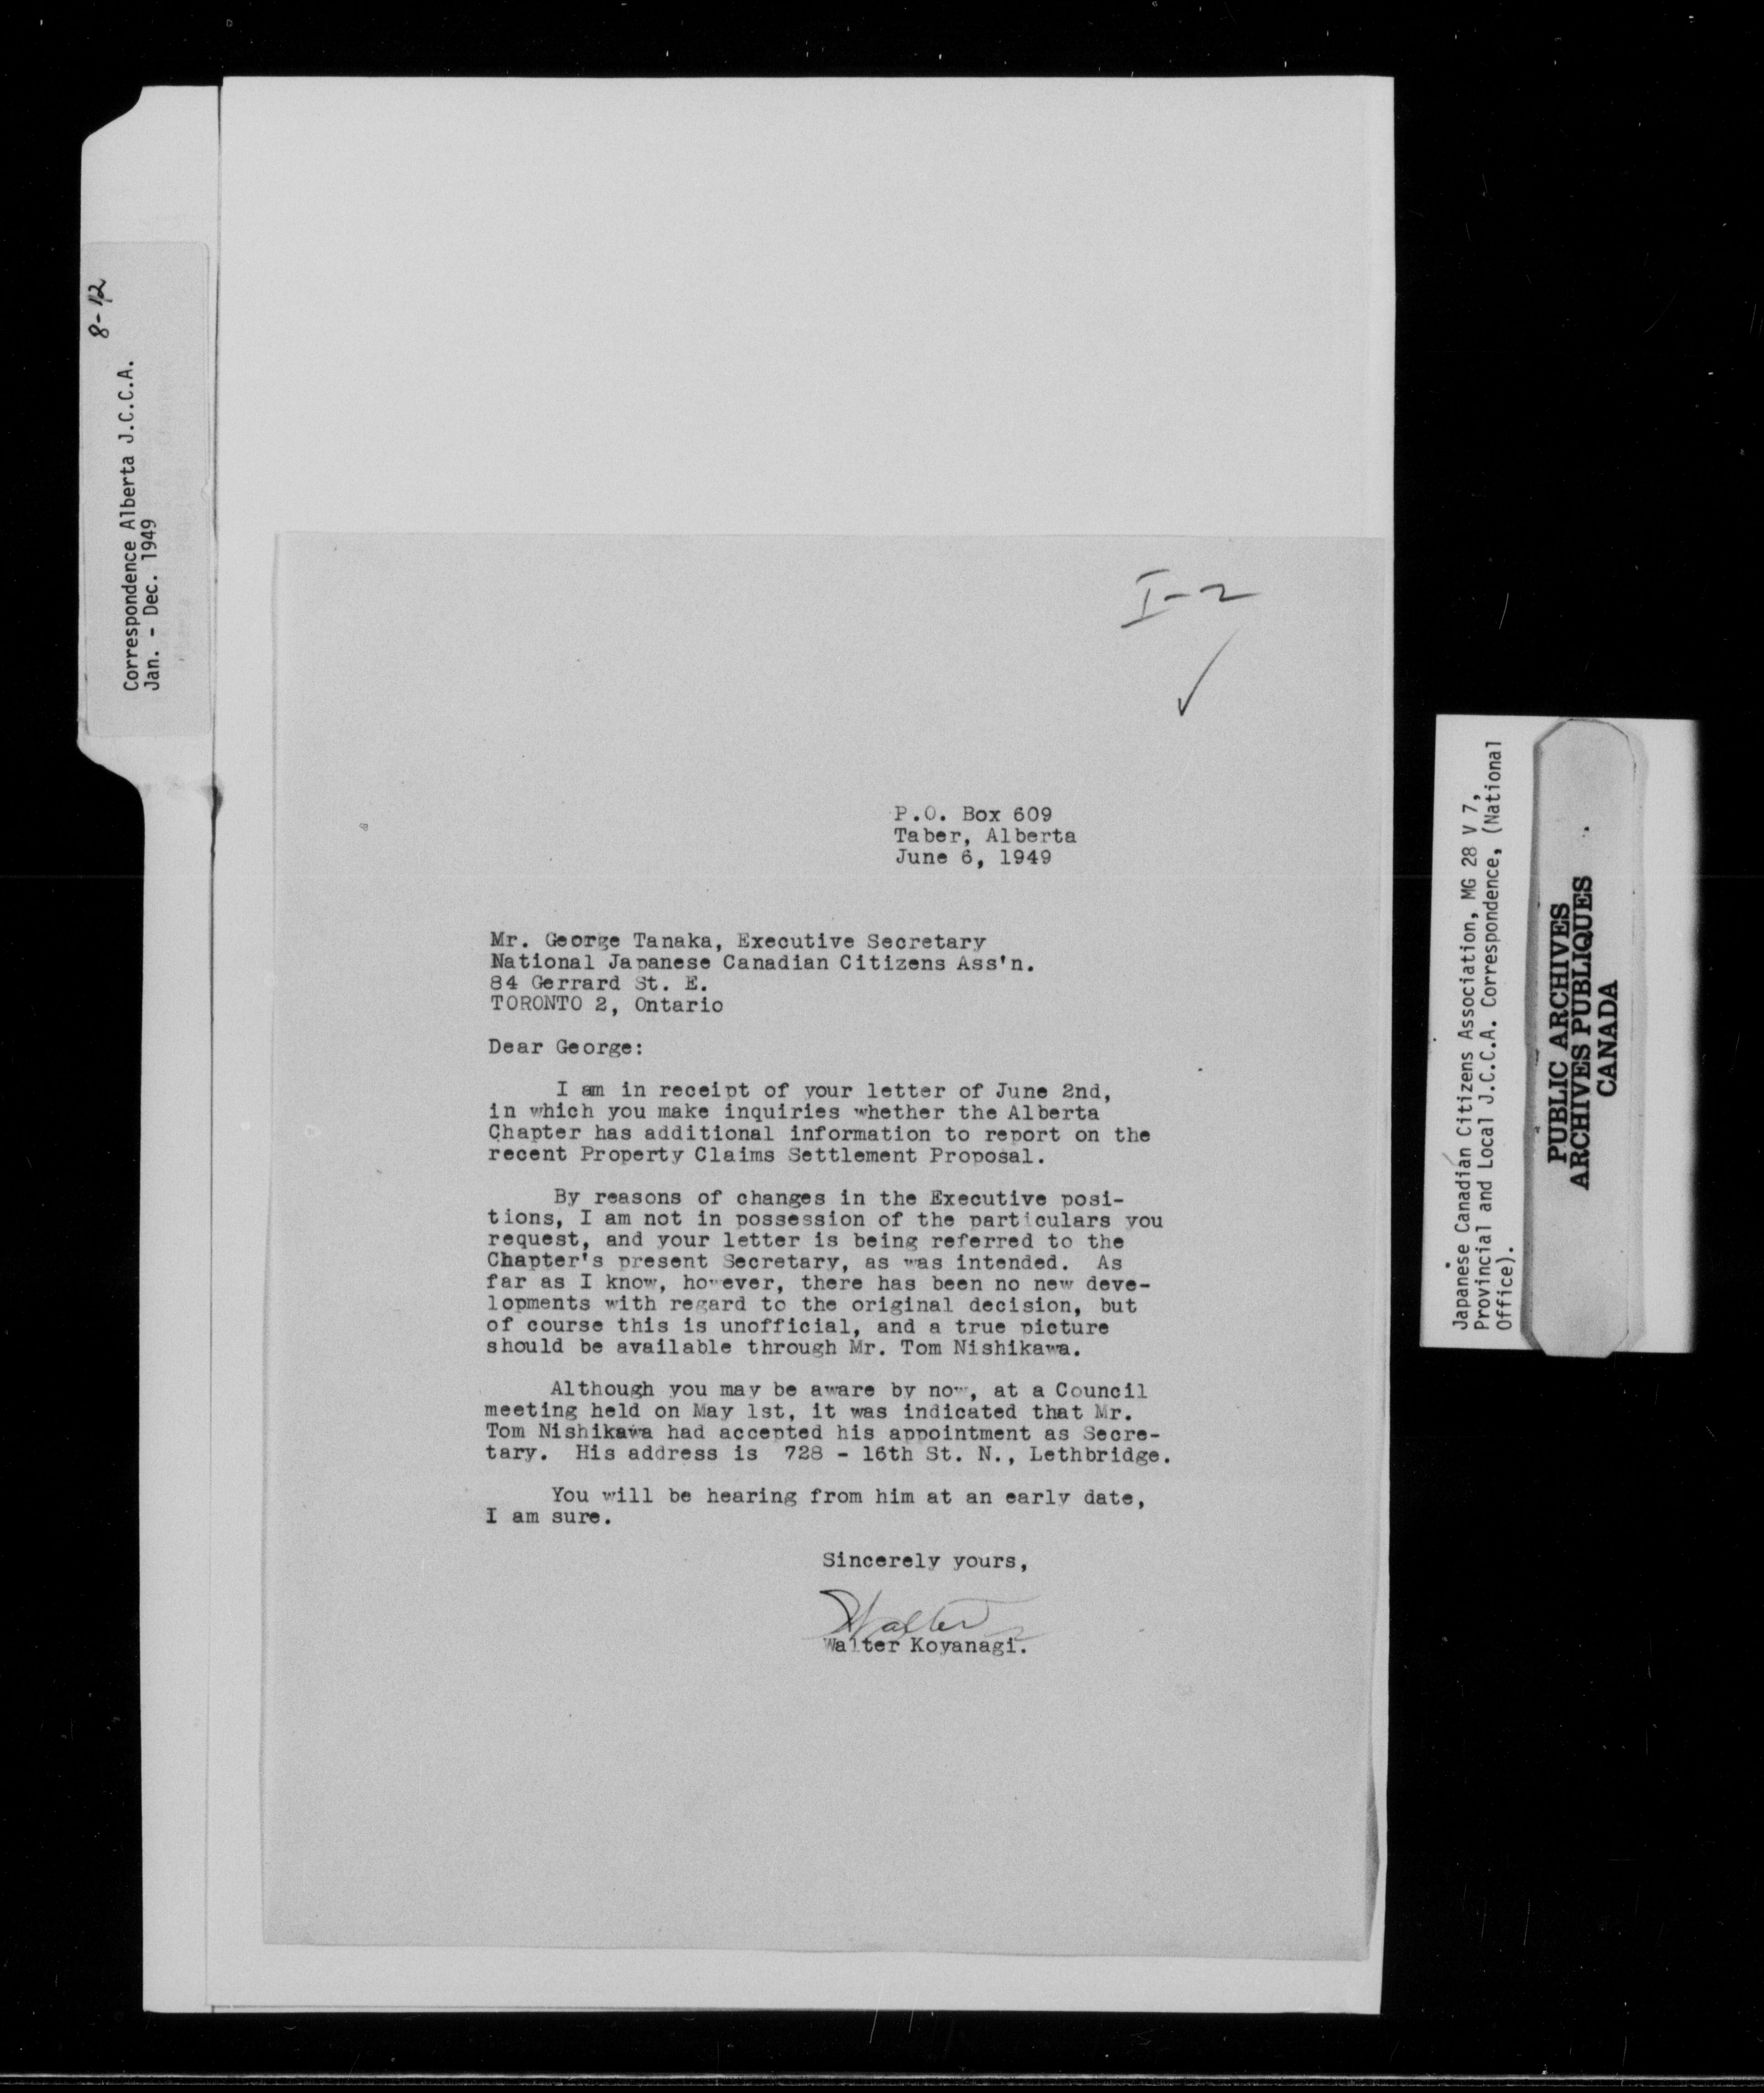 8-12
Correspondence Alberta J.C.C.A.
Jan. - Dec. 1949
I-2
P.O. Box 609
Taber, Alberta
June 6, 1949
Mr. George Tanaka, Executive Secretary
National Japanese Canadian Citizens Ass'n.
84 Gerrard St. E.
TORONTO 2, Ontario
Dear George:
I am in receipt of your letter of June 2nd,
in which you make inquiries whether the Alberta
Chapter has additional information to report on the
recent Property Claims Settlement Proposal.
By reasons of changes in the Executive posi-
tions, I am not in possession of the particulars you
request, and your letter is being referred to the
Chapter's present Secretary, as was intended. As
far as I know, however, there has been no new deve-
lopments with regard to the original decision, but
of course this is unofficial, and a true picture
should be available through Mr. Tom Nishikawa.
Although you may be aware by now, at a Council
meeting held on May 1st, it was indicated that Mr.
Tom Nishikawa had accepted his appointment as Secre-
tary. His address is 728 - 16th St. N., Lethbridge.
You will be hearing from him at an early date,
I am sure.
Sincerely yours,
Walter
Walter Koyanagi.
Japanese Canadian Citizens Association, MG 28 V 7,
Provincial and Local J.C.C.A. Correspondence, (National
Office).
PUBLIC ARCHIVES
ARCHIVES PUBLIQUES
CANADA